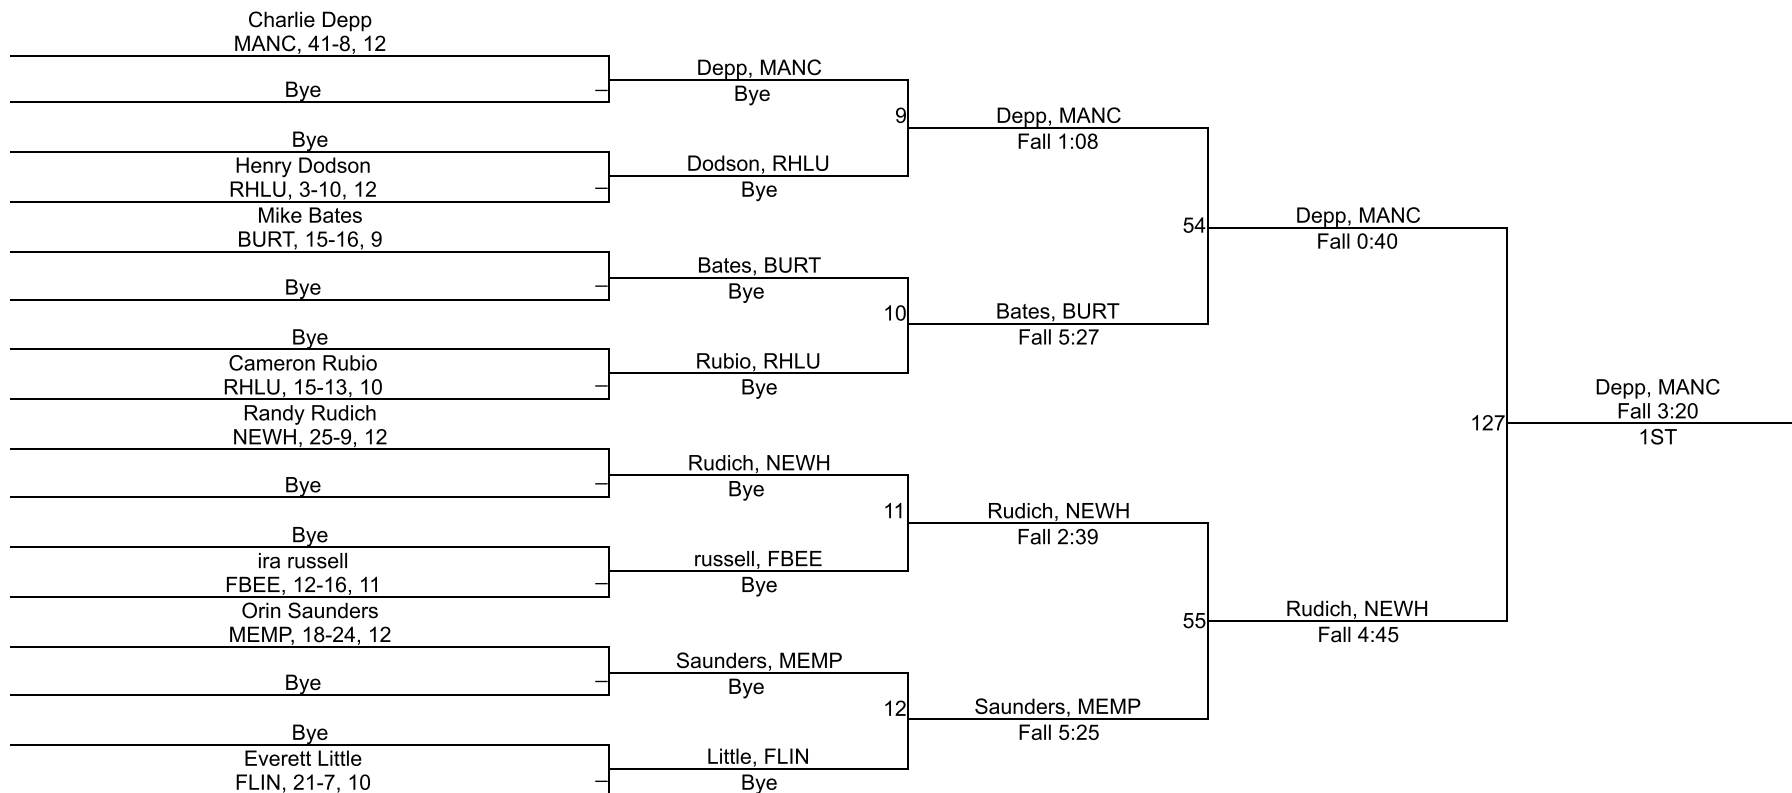 Charlie Depp
MANC, 41-8, 12
Bye
Bye
Henry Dodson
RHLU, 3-10, 12
Mike Bates
BURT, 15-16, 9
Bye
Bye
Cameron Rubio
RHLU, 15-13, 10
Randy Rudich
NEWH, 25-9, 12
Bye
Bye
ira russell
FBEE, 12-16, 11
Orin Saunders
MEMP, 18-24, 12
Bye
Bye
Everett Little
FLIN, 21-7, 10
Depp, MANC
Bye
9
Dodson, RHLU
Bye
Bates, BURT
Bye
10
Rubio, RHLU
Bye
Rudich, NEWH
Bye
11
russell, FBEE
Bye
Saunders, MEMP
Bye
12
Little, FLIN
Bye
Depp, MANC
Fall 1:08
54
Bates, BURT
Fall 5:27
Rudich, NEWH
Fall 2:39
55
Saunders, MEMP
Fall 5:25
Depp, MANC
Fall 0:40
127
Rudich, NEWH
Fall 4:45
Depp, MANC
Fall 3:20
1ST